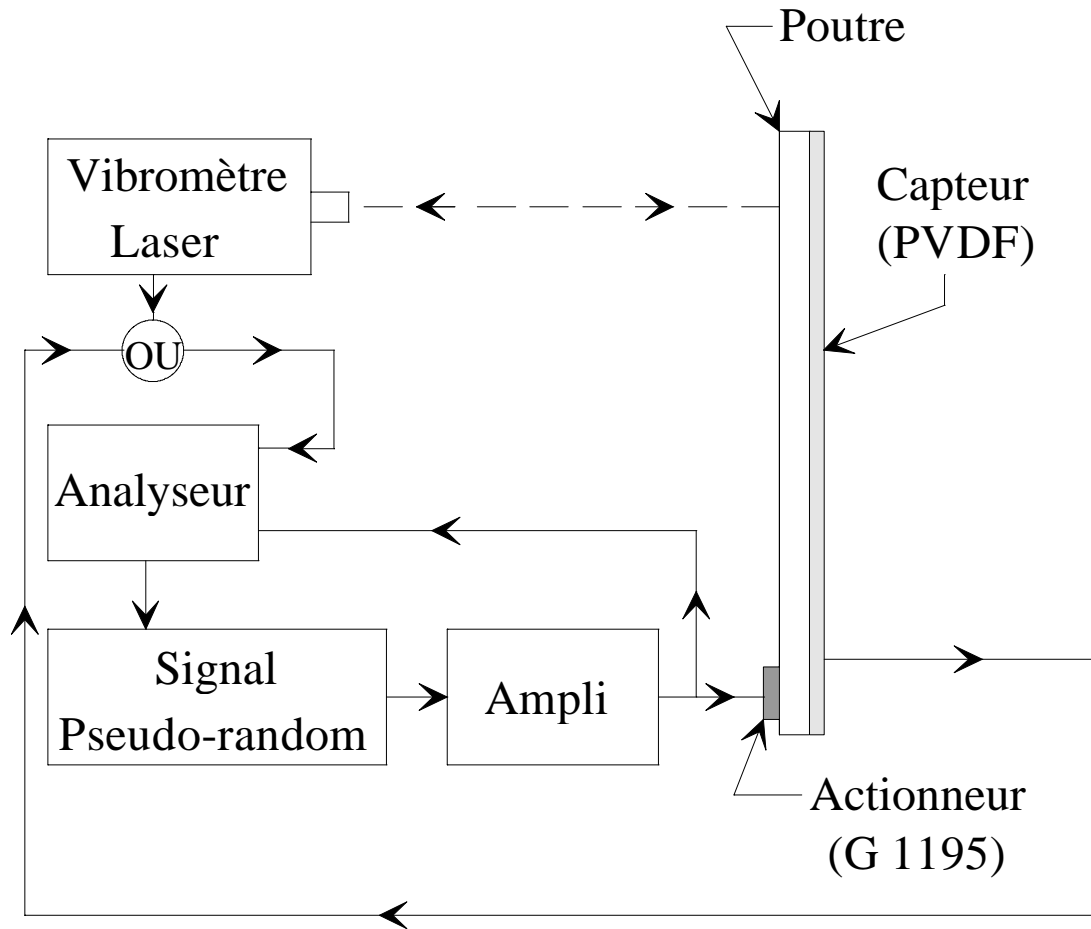 Poutre
Vibromètre
Laser
Capteur
(PVDF)
OU
Analyseur
Signal
Pseudo-random
Ampli
Actionneur
(G 1195)